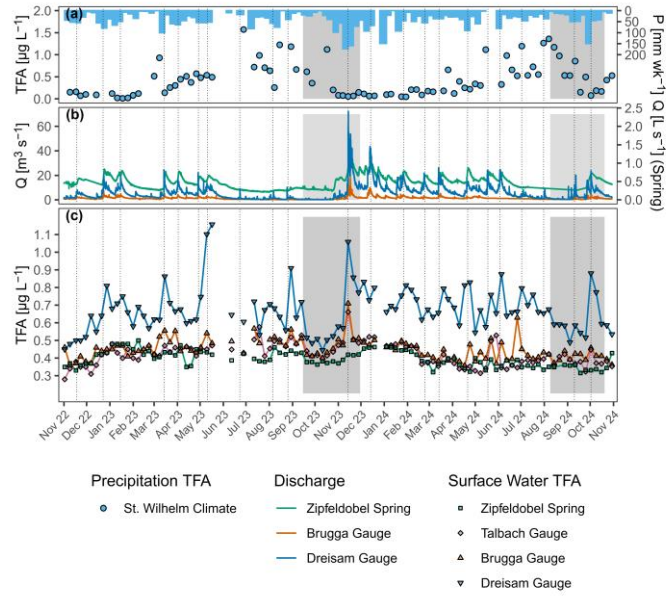 (a)
TFA [µg L⁻¹]
2.0
1.5
1.0
0.5
0.0
0
50
100
150
200
P [mm wk⁻¹]
(b)
Q [m³ s⁻¹]
60
40
20
0
2.5
2.0
1.5
1.0
0.5
0.0
Q [L s⁻¹] (Spring)
(c)
TFA [µg L⁻¹]
1.1
1.0
0.9
0.8
0.7
0.6
0.5
0.4
0.3
Nov 22
Dec 22
Jan 23
Feb 23
Mar 23
Apr 23
May 23
Jun 23
Jul 23
Aug 23
Sep 23
Oct 23
Nov 23
Dec 23
Jan 24
Feb 24
Mar 24
Apr 24
May 24
Jun 24
Jul 24
Aug 24
Sep 24
Oct 24
Nov 24
Precipitation TFA
St. Wilhelm Climate
Discharge
Zipfeldobel Spring
Brugga Gauge
Dreisam Gauge
Surface Water TFA
Zipfeldobel Spring
Talbach Gauge
Brugga Gauge
Dreisam Gauge